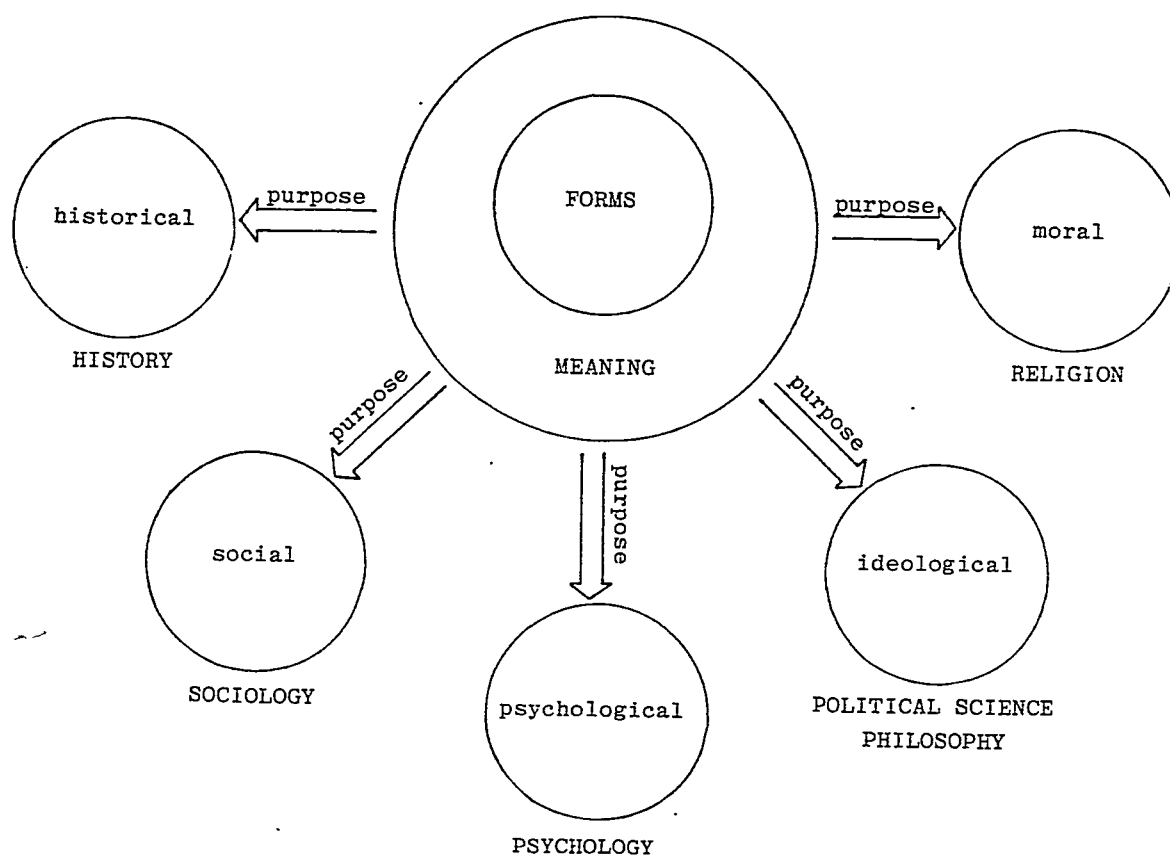 purpose
purpose
historical
FORMS
moral
HISTORY
MEANING
RELIGION
purpose
purpose
purpose
social
ideological
SOCIOLOGY
psychological
POLITICAL SCIENCE
PHILOSOPHY
PSYCHOLOGY